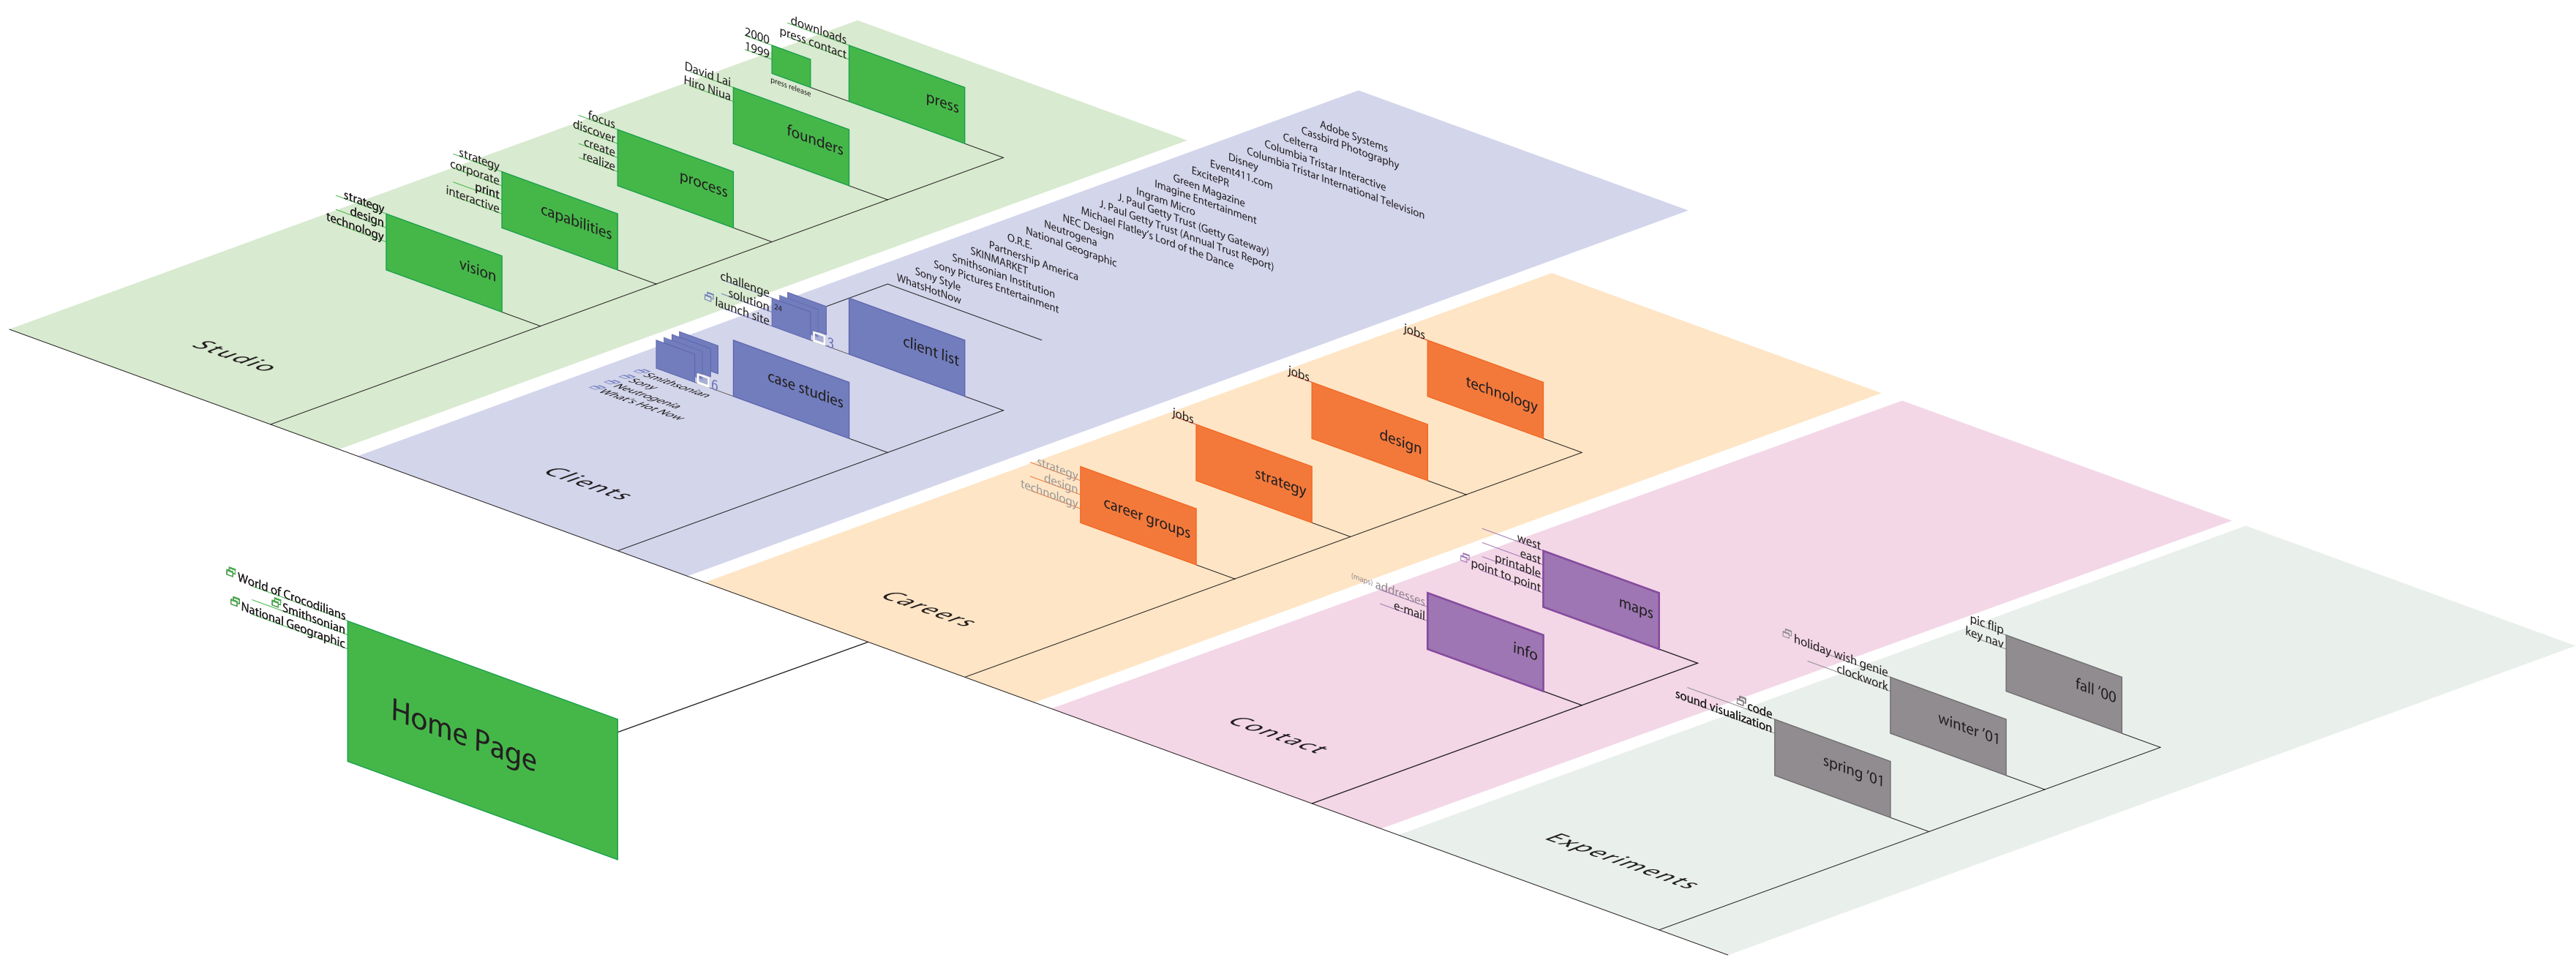 downloads
press contact
press
2000
1999
press release
David Lai
Hiro Niua
founders
focus
discover
create
realize
process
strategy
corporate
print
interactive
capabilities
strategy
design
technology
vision
Studio
Adobe Systems
Cassbird Photography
Celterra
Columbia Tristar Interactive
Columbia Tristar International Television
Disney
Event411.com
ExcitePR
Green Magazine
Imagine Entertainment
Ingram Micro
J. Paul Getty Trust (Getty Gateway)
J. Paul Getty Trust (Annual Trust Report)
Michael Flatley's Lord of the Dance
NEC Design
Neutrogena
National Geographic
O.R.E.
Partnership America
SKINMARKET
Smithsonian Institution
Sony Pictures Entertainment
Sony Style
WhatsHotNow
challenge
solution
launch site
24
3
client list
6
case studies
Smithsonian
Sony
Neutrogenia
What's Hot Now
Clients
jobs
technology
jobs
design
jobs
strategy
strategy
design
technology
career groups
Careers
west
east
printable
point to point
maps
(maps) addresses
e-mail
info
Contact
pic flip
key nav
fall '00
holiday wish genie
clockwork
winter '01
code
sound visualization
spring '01
Experiments
World of Crocodilians
Smithsonian
National Geographic
Home Page